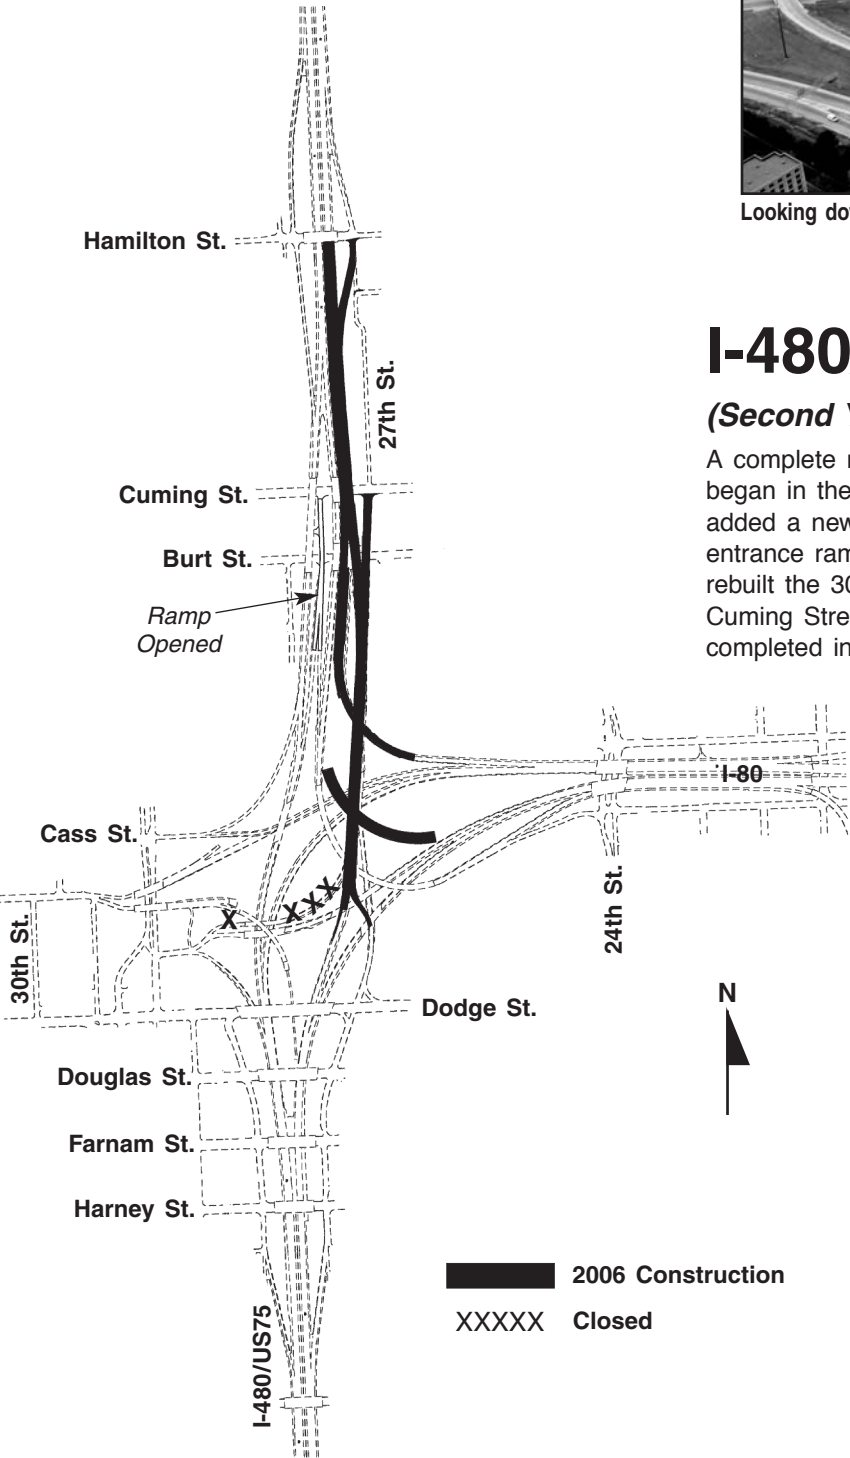 Looking do
Hamilton St.
I-480
27th St.
(Second
A complete
began in the
Cuming St.
added a new
entrance ram
Burt St.
rebuilt the 30
Ramp
Opened
Cuming Stre
completed in
I-80
Cass St.
X
X
X
X
24th St.
30th St.
N
Dodge St.
Douglas St.
Farnam St.
Harney St.
2006 Construction
XXXXX Closed
I-480/US75